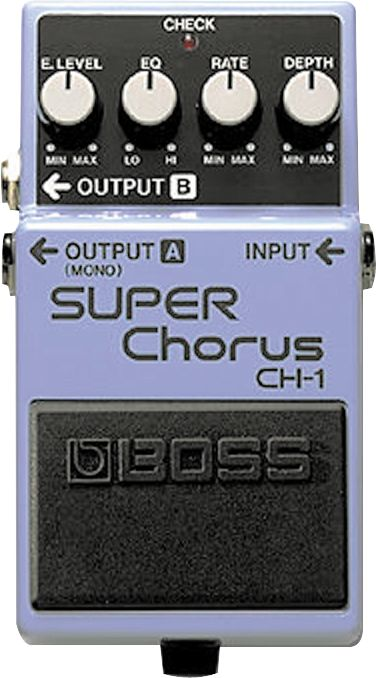 CHECK
E. LEVEL EQ RATE DEPTH
MIN MAX LO HI MIN MAX MIN MAX
← OUTPUT B
← OUTPUT A INPUT ←
(MONO)
SUPER
Chorus
CH-1
BOSS